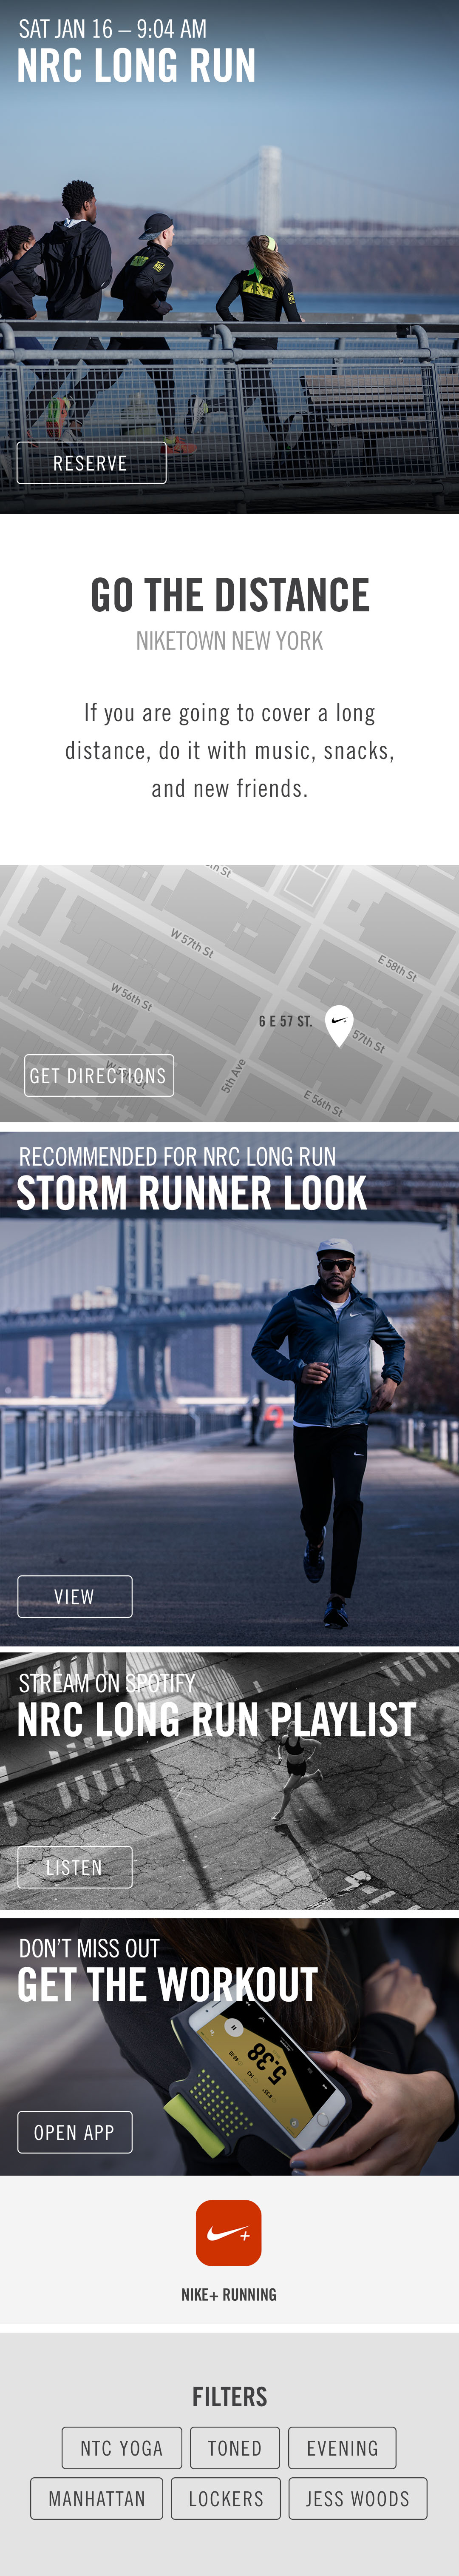 SAT JAN 16 – 9:04 AM
NRC LONG RUN
RESERVE
GO THE DISTANCE
NIKETOWN NEW YORK
If you are going to cover a long
distance, do it with music, snacks,
and new friends.
W 57th St
E 58th St
W 56th St
6 E 57 ST.
57th St
GET DIRECTIONS
5th Ave
E 56th St
RECOMMENDED FOR NRC LONG RUN
STORM RUNNER LOOK
VIEW
STREAM ON SPOTIFY
NRC LONG RUN PLAYLIST
LISTEN
DON'T MISS OUT
GET THE WORKOUT
5.38
OPEN APP
NIKE+ RUNNING
FILTERS
NTC YOGA
TONED
EVENING
MANHATTAN
LOCKERS
JESS WOODS